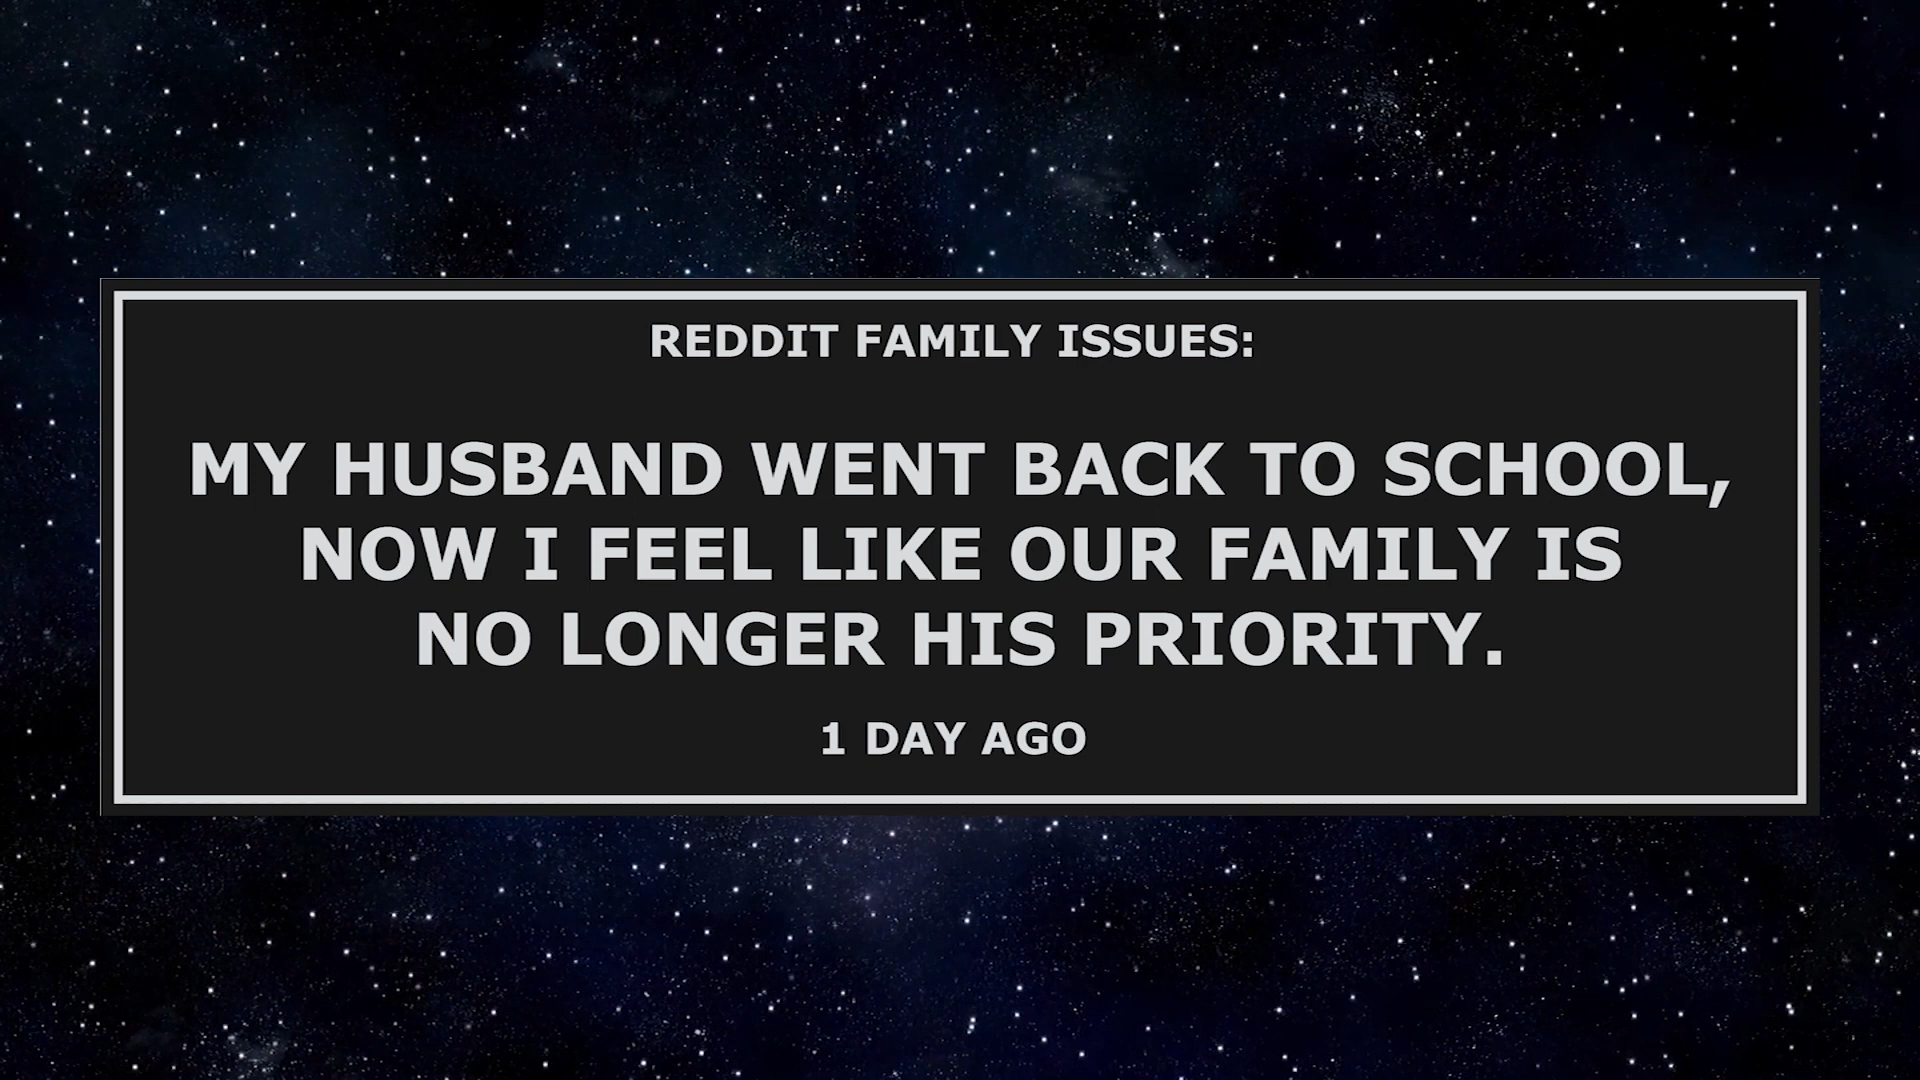 REDDIT FAMILY ISSUES:
MY HUSBAND WENT BACK TO SCHOOL,
NOW I FEEL LIKE OUR FAMILY IS
NO LONGER HIS PRIORITY.
1 DAY AGO